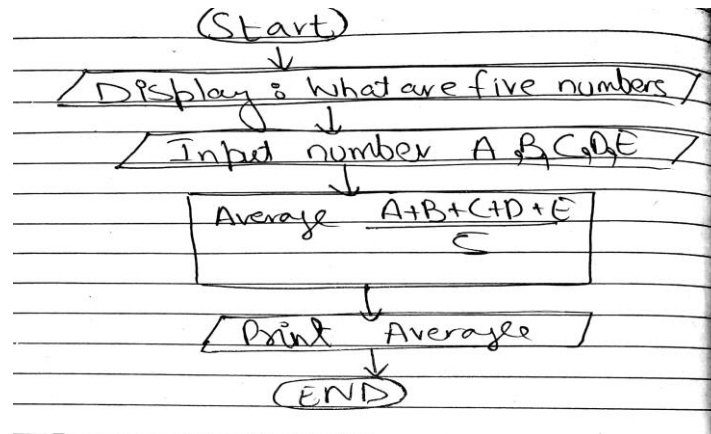 Start
Display : What are five numbers
Input number A,B,C,D,E
Average A+B+C+D+E
5
Print Average
END